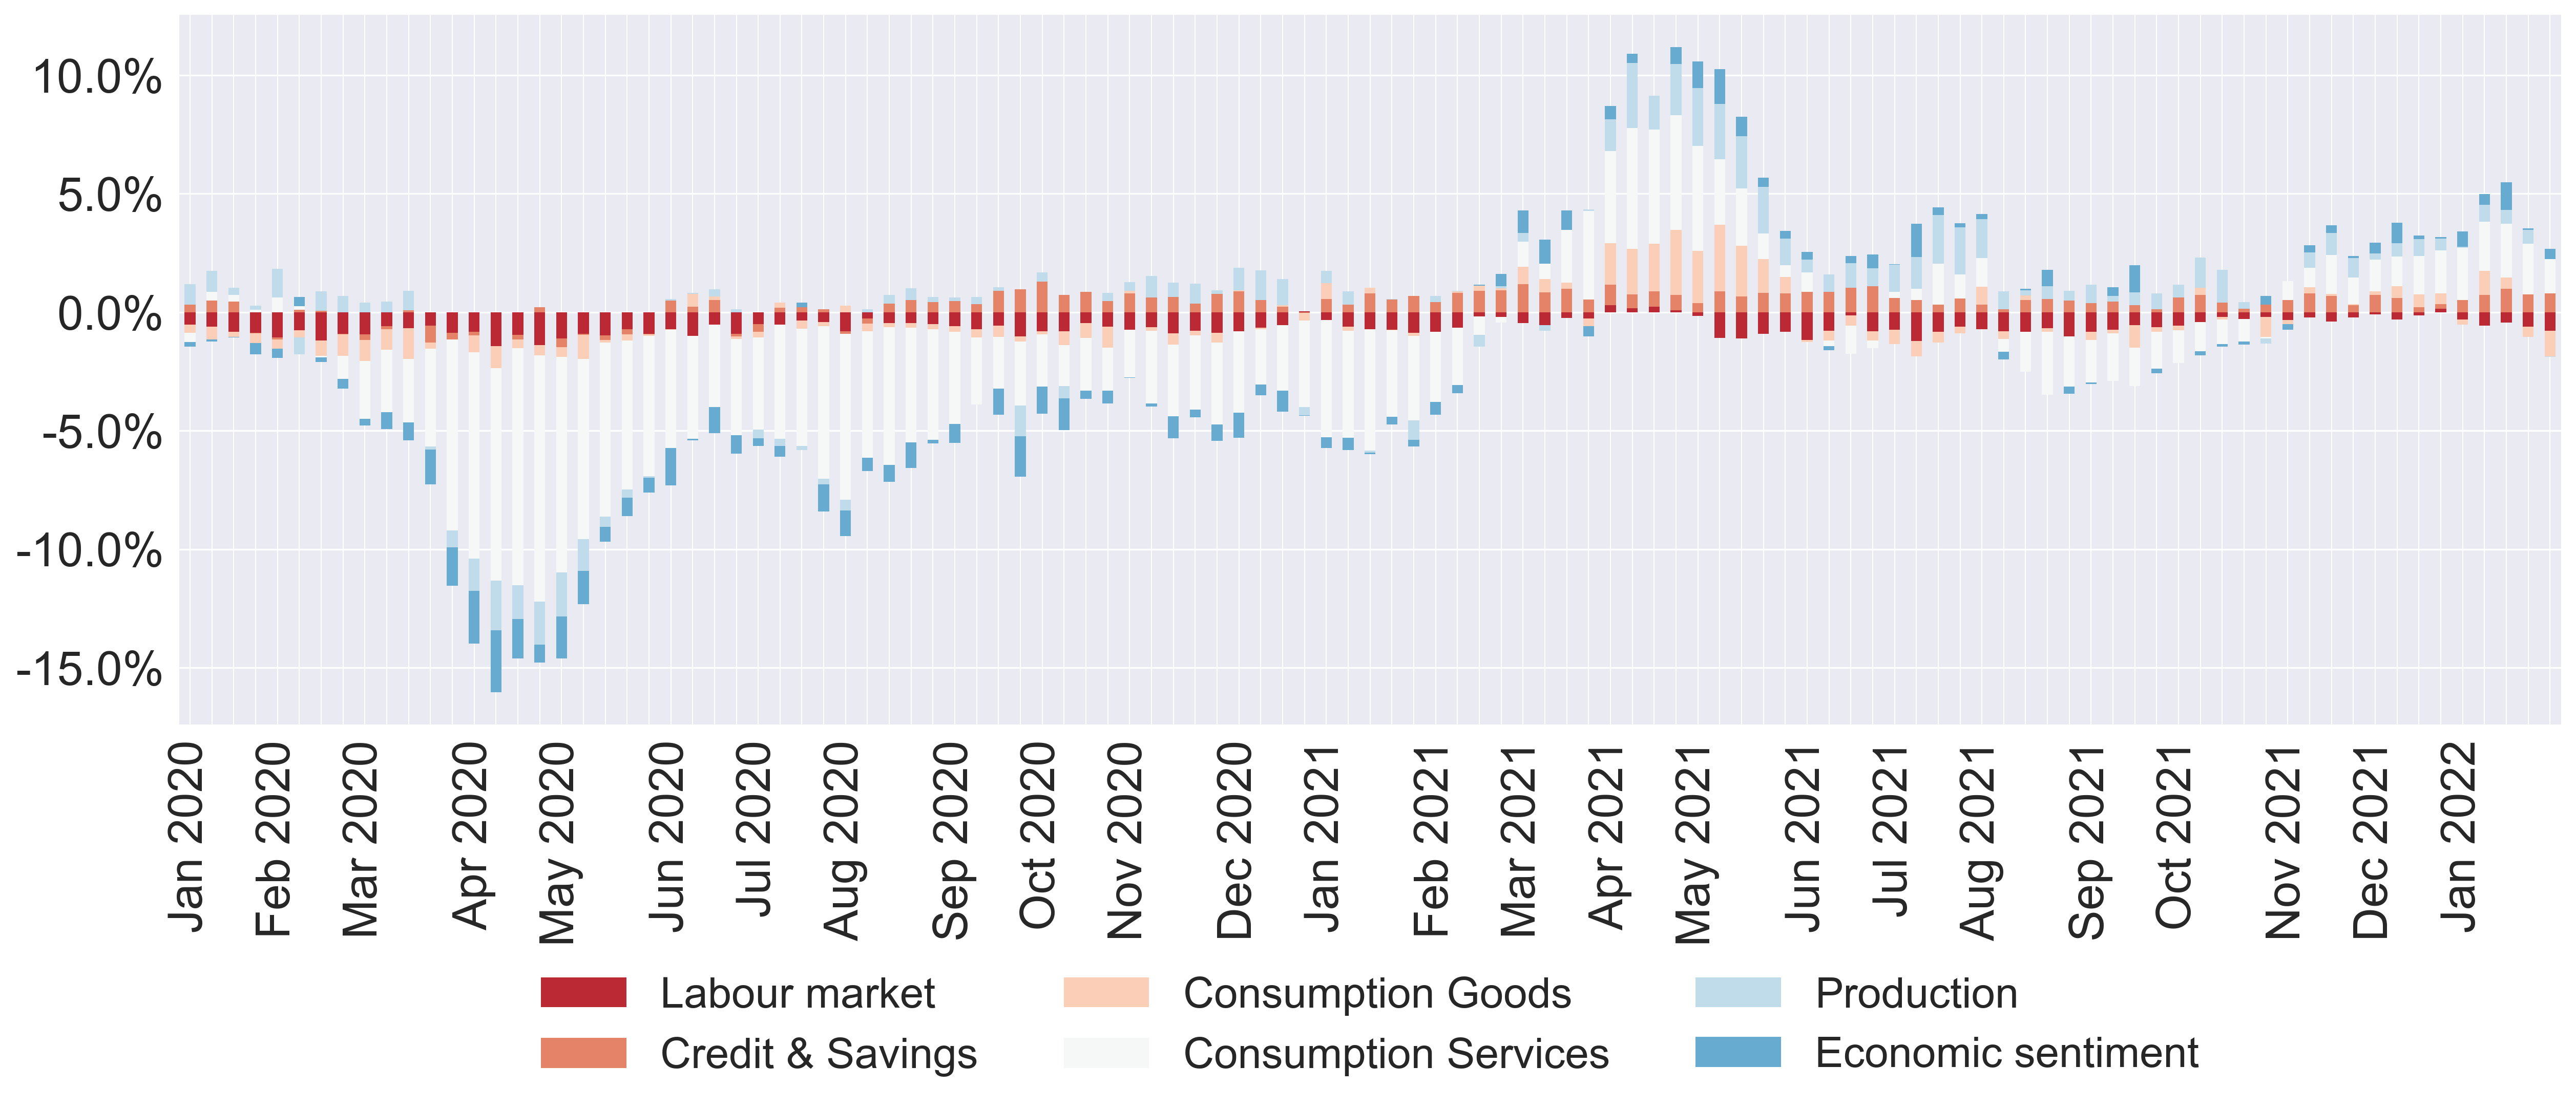 10.0%
5.0%
0.0%
-5.0%
-10.0%
-15.0%
Jan 2020
Feb 2020
Mar 2020
Apr 2020
May 2020
Jun 2020
Jul 2020
Aug 2020
Sep 2020
Oct 2020
Nov 2020
Dec 2020
Jan 2021
Feb 2021
Mar 2021
Apr 2021
May 2021
Jun 2021
Jul 2021
Aug 2021
Sep 2021
Oct 2021
Nov 2021
Dec 2021
Jan 2022
Labour market
Consumption Goods
Production
Credit & Savings
Consumption Services
Economic sentiment